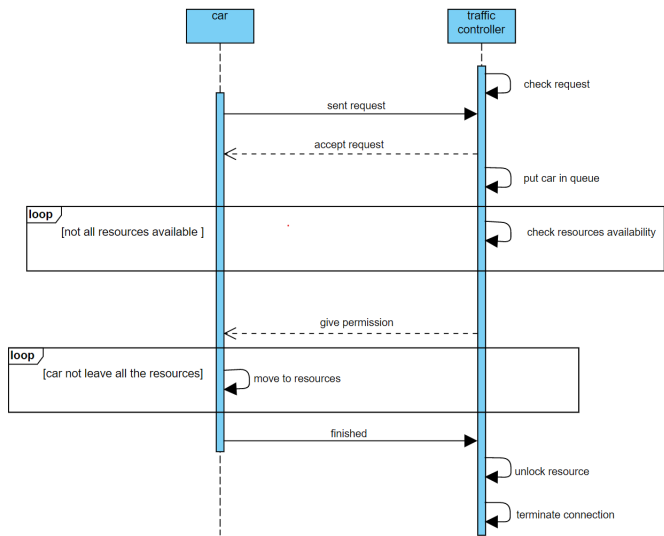 car
traffic
controller
check request
sent request
accept request
put car in queue
loop
[not all resources available ]
check resources availability
give permission
loop
[car not leave all the resources]
move to resources
finished
unlock resource
terminate connection